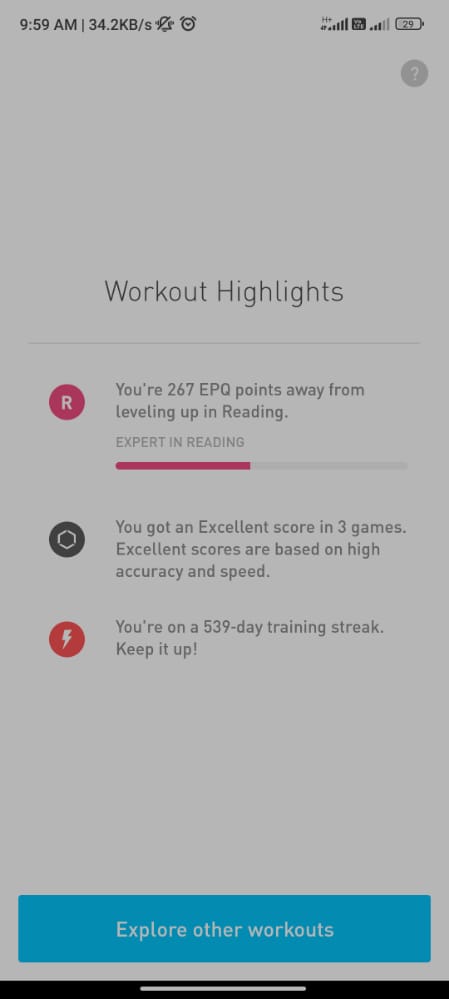 9:59 AM | 34.2KB/s
H+
Vo
LTE
29
?
Workout Highlights
R
You're 267 EPQ points away from
leveling up in Reading.
EXPERT IN READING
You got an Excellent score in 3 games.
Excellent scores are based on high
accuracy and speed.
You're on a 539-day training streak.
Keep it up!
Explore other workouts